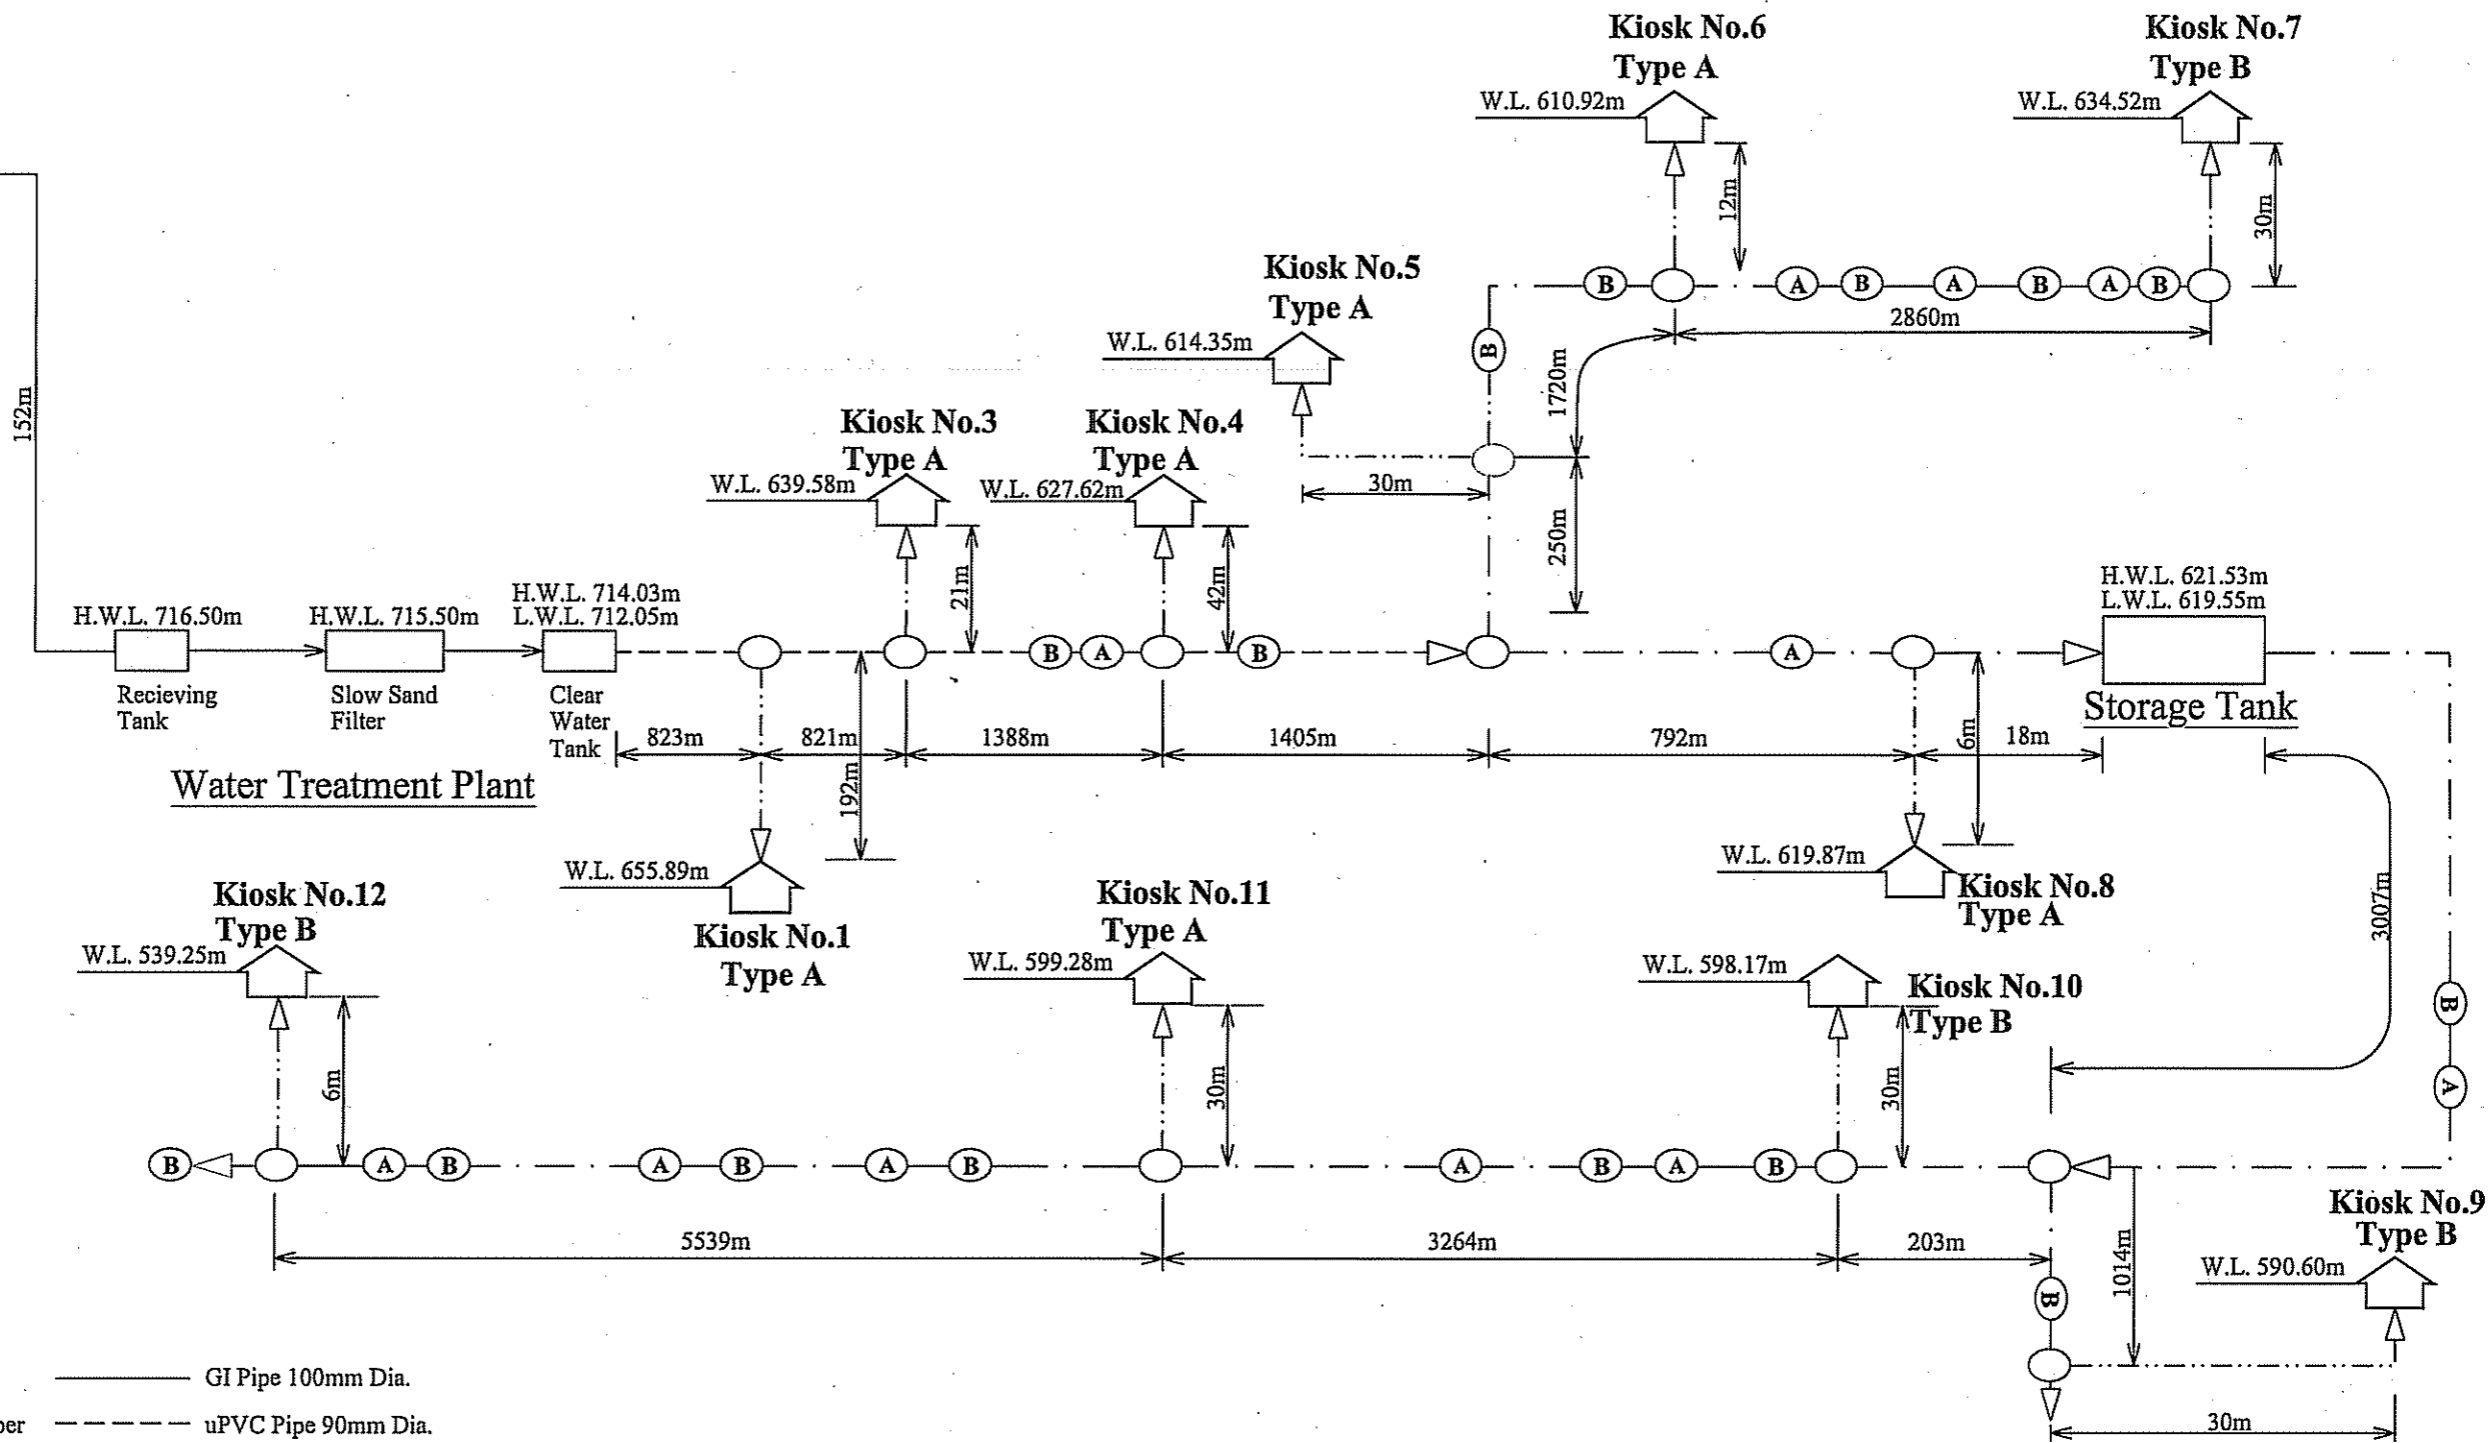 Kiosk No.6
Type A
W.L. 610.92m
12m
Kiosk No.7
Type B
W.L. 634.52m
30m
B
A
B
A
B
A
B
2860m
B
1720m
Kiosk No.5
Type A
W.L. 614.35m
30m
250m
152m
Kiosk No.3
Type A
W.L. 639.58m
21m
Kiosk No.4
Type A
W.L. 627.62m
42m
H.W.L. 716.50m
Recieving
Tank
H.W.L. 715.50m
Slow Sand
Filter
H.W.L. 714.03m
L.W.L. 712.05m
Clear
Water
Tank
B
A
B
A
H.W.L. 621.53m
L.W.L. 619.55m
Storage Tank
823m
821m
1388m
1405m
792m
6m
18m
Water Treatment Plant
192m
W.L. 655.89m
Kiosk No.1
Type A
W.L. 619.87m
Kiosk No.8
Type A
3007m
B
A
Kiosk No.12
Type B
W.L. 539.25m
6m
Kiosk No.11
Type A
W.L. 599.28m
30m
W.L. 598.17m
Kiosk No.10
Type B
30m
B
A
B
A
B
A
B
A
B
A
B
5539m
3264m
203m
1014m
B
Kiosk No.9
Type B
W.L. 590.60m
30m
GI Pipe 100mm Dia.
uPVC Pipe 90mm Dia.